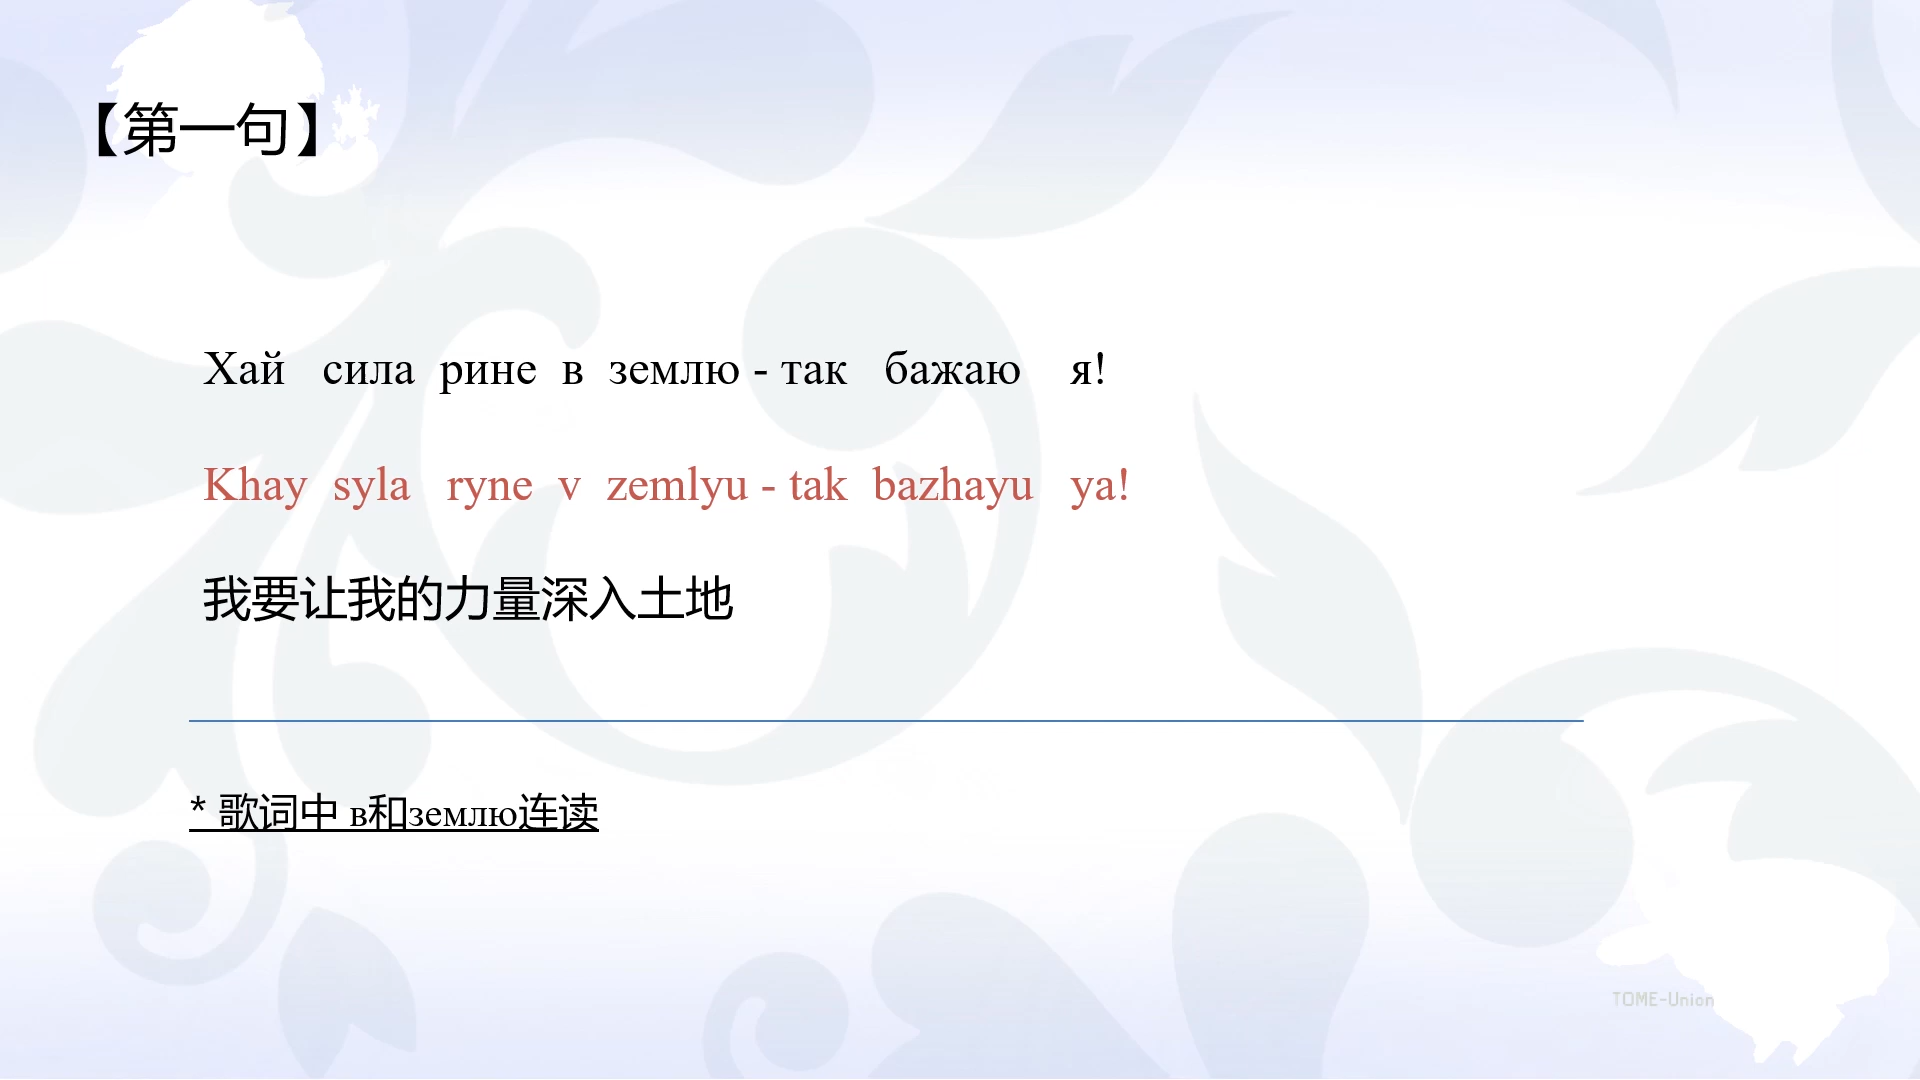 【第一句】
Хай сила рине в землю - так бажаю я!
Khay syla ryne v zemlyu - tak bazhayu ya!
我要让我的力量深入土地
* 歌词中 в和землю连读
TOME-Union